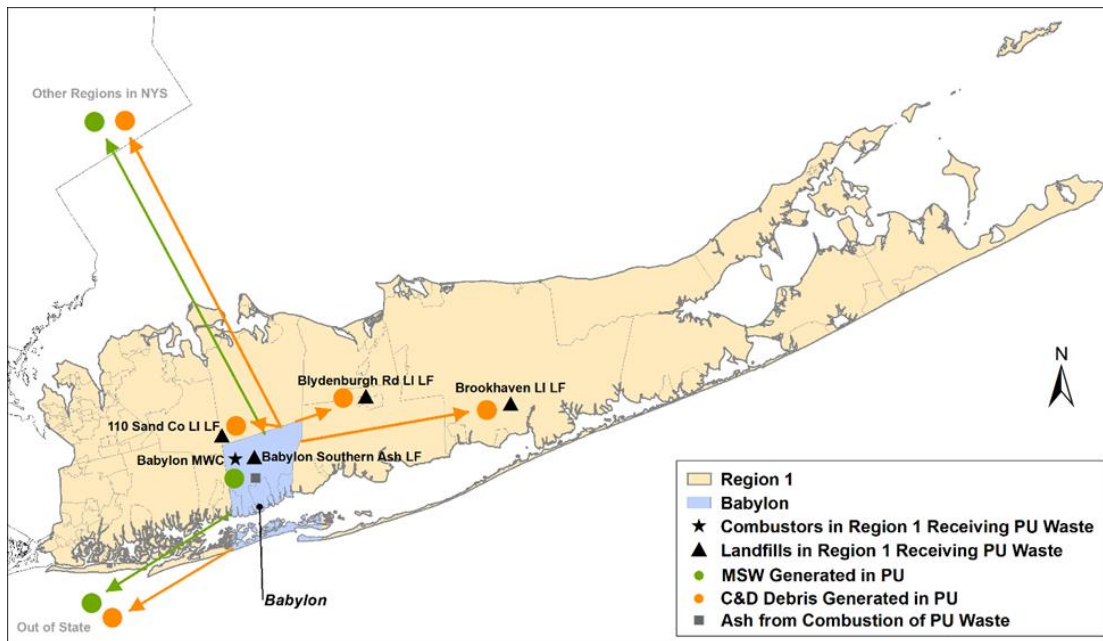 Other Regions in NYS
N
Blydenburgh Rd LI LF
Brookhaven LI LF
110 Sand Co LI LF
Babylon MWC
Babylon Southern Ash LF
Babylon
Out of State
Region 1
Babylon
Combustors in Region 1 Receiving PU Waste
Landfills in Region 1 Receiving PU Waste
MSW Generated in PU
C&D Debris Generated in PU
Ash from Combustion of PU Waste